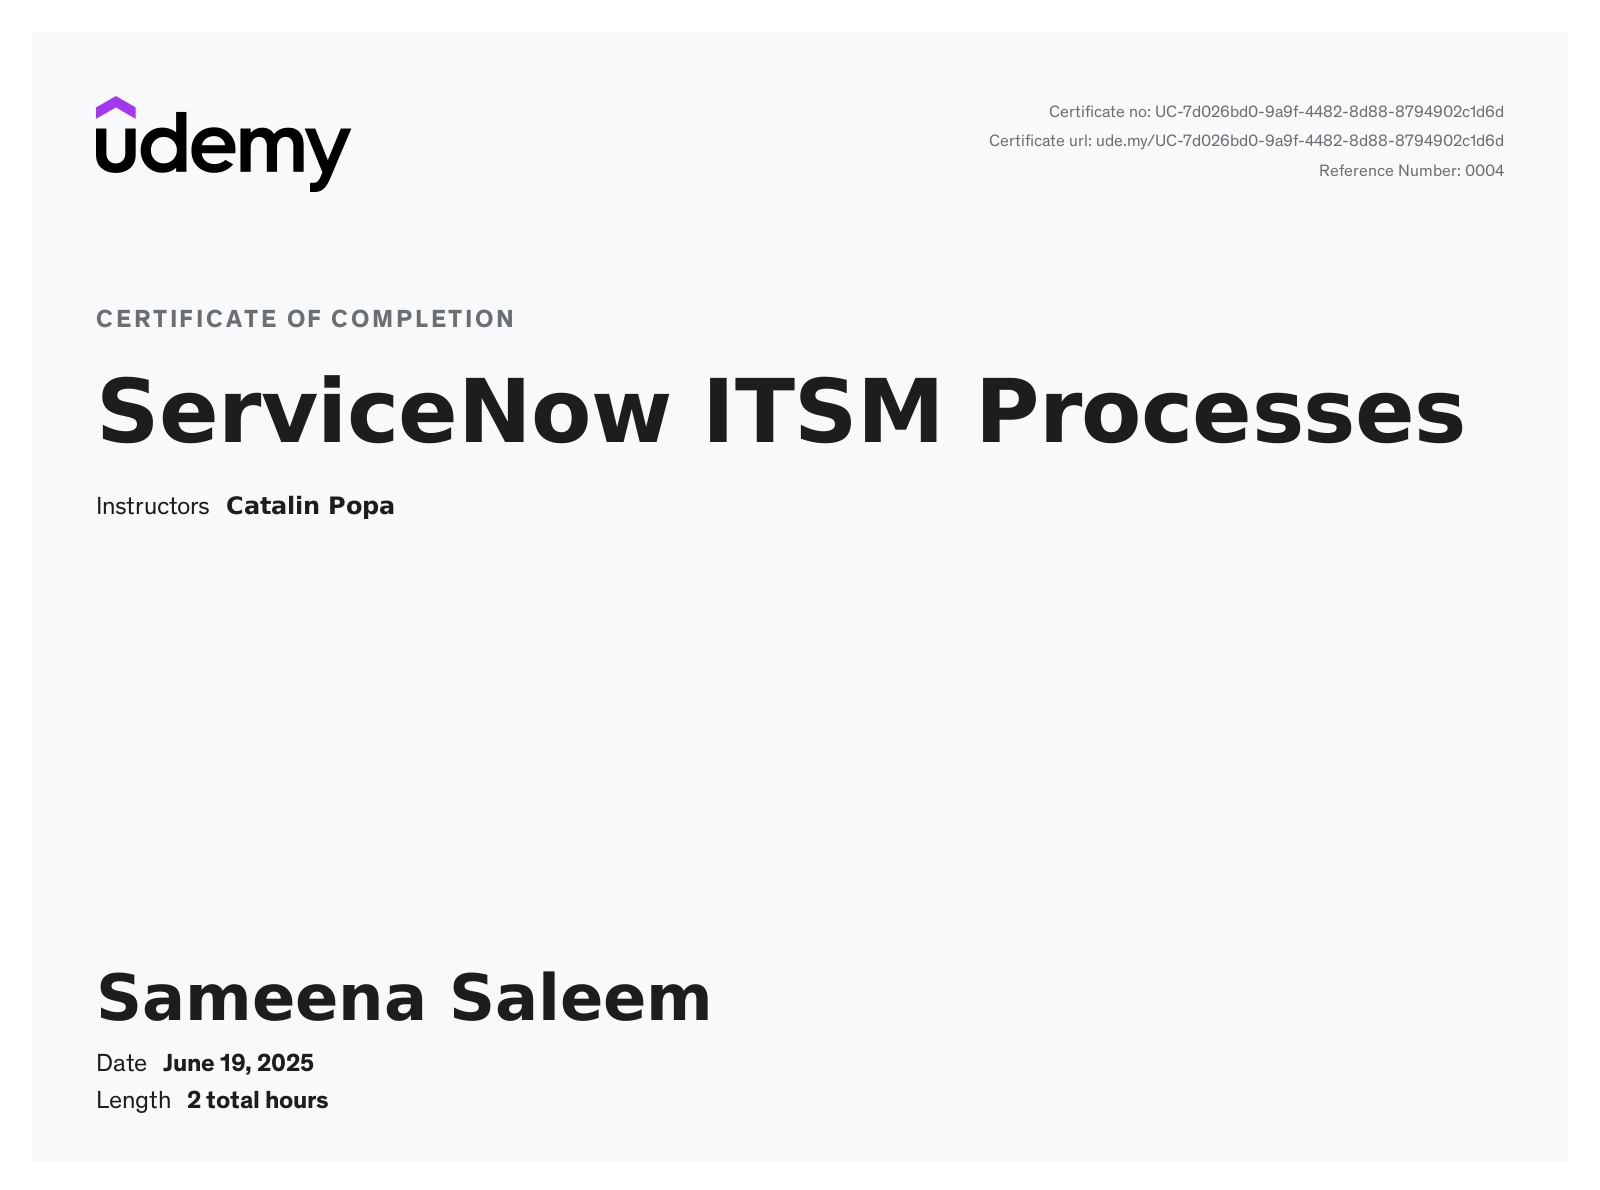 udemy
Certificate no: UC-7d026bd0-9a9f-4482-8d88-8794902c1d6d
Certificate url: ude.my/UC-7d026bd0-9a9f-4482-8d88-8794902c1d6d
Reference Number: 0004
CERTIFICATE OF COMPLETION
ServiceNow ITSM Processes
Instructors Catalin Popa
Sameena Saleem
Date June 19, 2025
Length 2 total hours